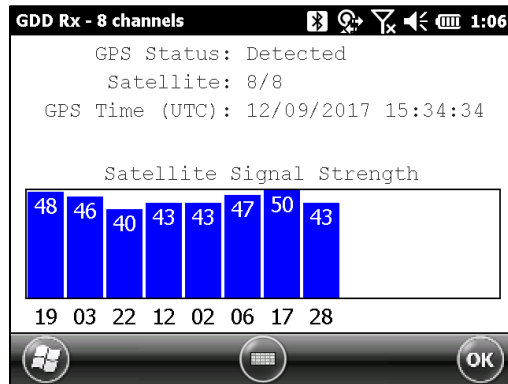 GDD Rx - 8 channels 1:06
GPS Status: Detected
Satellite: 8/8
GPS Time (UTC): 12/09/2017 15:34:34
Satellite Signal Strength
48 46 40 43 43 47 50 43
19 03 22 12 02 06 17 28
OK